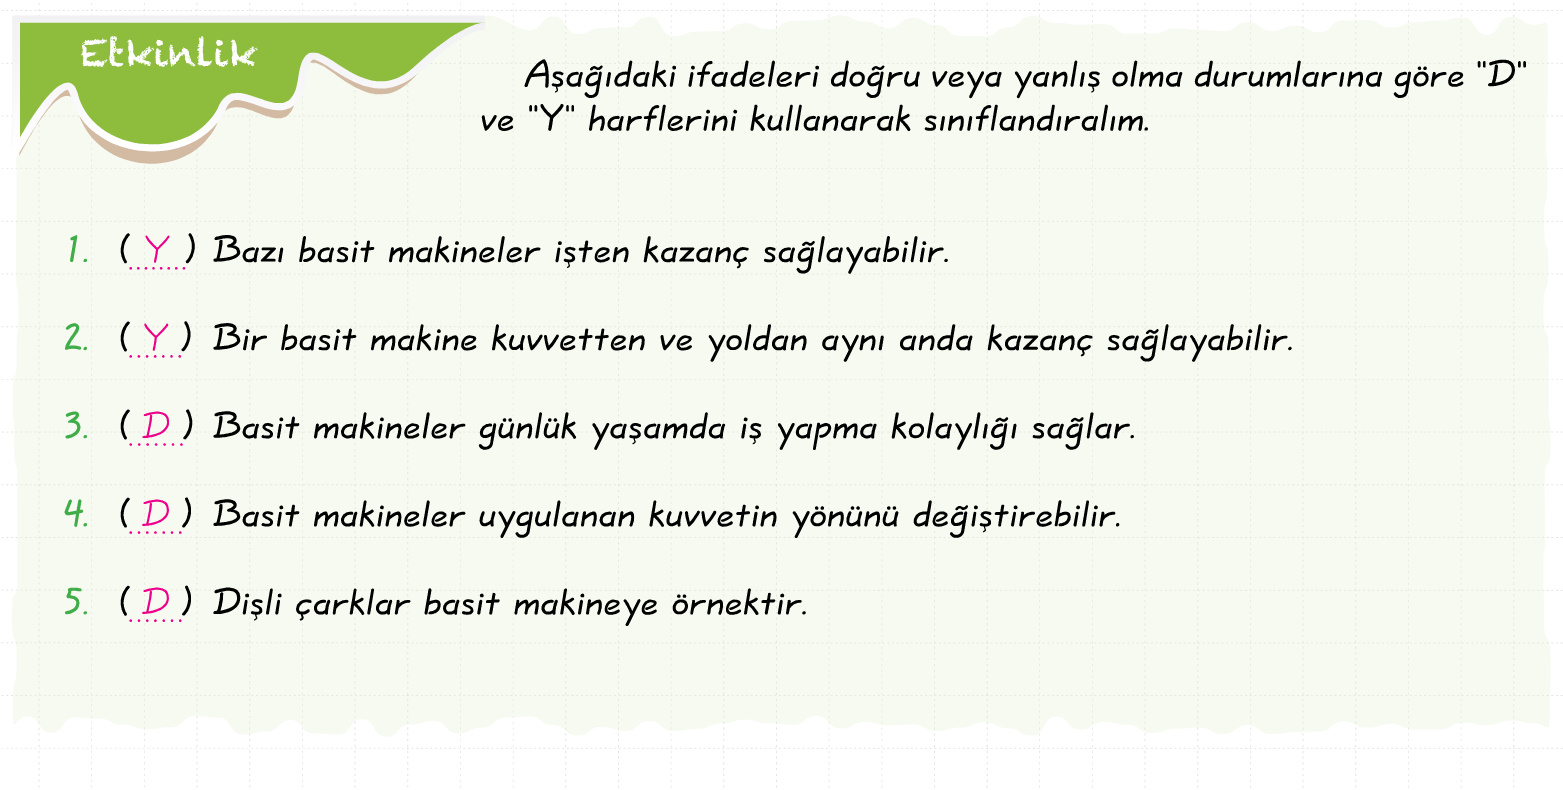 Etkinlik
Aşağıdaki ifadeleri doğru veya yanlış olma durumlarına göre "D"
ve "Y" harflerini kullanarak sınıflandıralım.
1. ( Y ) Bazı basit makineler işten kazanç sağlayabilir.
2. ( Y ) Bir basit makine kuvvetten ve yoldan aynı anda kazanç sağlayabilir.
3. ( D ) Basit makineler günlük yaşamda iş yapma kolaylığı sağlar.
4. ( D ) Basit makineler uygulanan kuvvetin yönünü değiştirebilir.
5. ( D ) Dişli çarklar basit makineye örnektir.